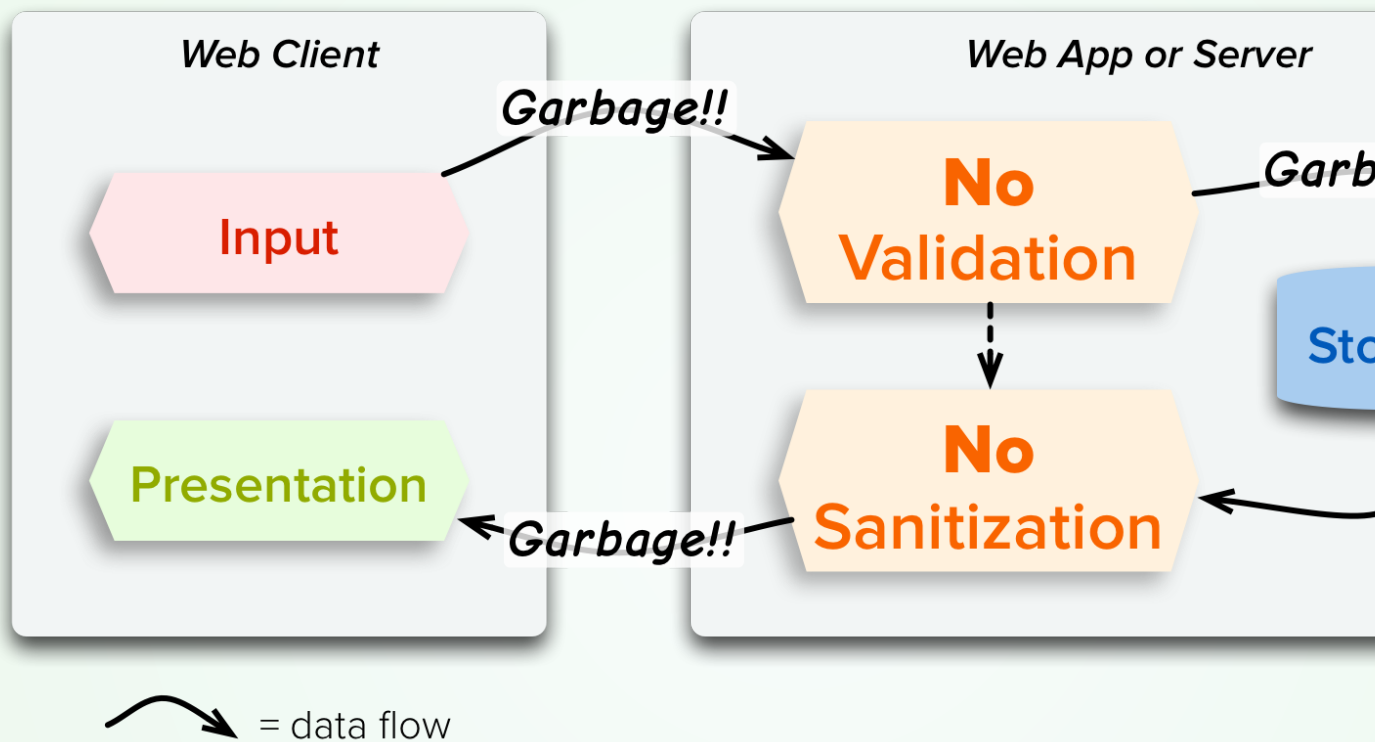 Web Client
Web App or Server
Garbage!!
No
Validation
Garb
Input
Sto
No
Sanitization
Presentation
Garbage!!
= data flow